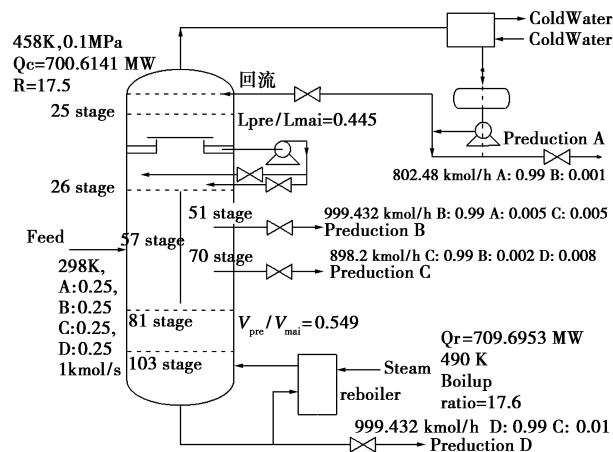 458K,0.1MPa
Qc=700.6141 MW
R=17.5
ColdWater
ColdWater
回流
25 stage
Lpre/Lmai=0.445
Preduction A
802.48 kmol/h A: 0.99 B: 0.001
26 stage
51 stage
999.432 kmol/h B: 0.99 A: 0.005 C: 0.005
Preduction B
Feed
57 stage
70 stage
898.2 kmol/h C: 0.99 B: 0.002 D: 0.008
Preduction C
298K,
A:0.25,
B:0.25
C:0.25,
D:0.25
1kmol/s
81 stage
Vpre/Vmai=0.549
103 stage
Qr=709.6953 MW
490 K
Boilup
ratio=17.6
Steam
reboiler
999.432 kmol/h D: 0.99 C: 0.01
Preduction D